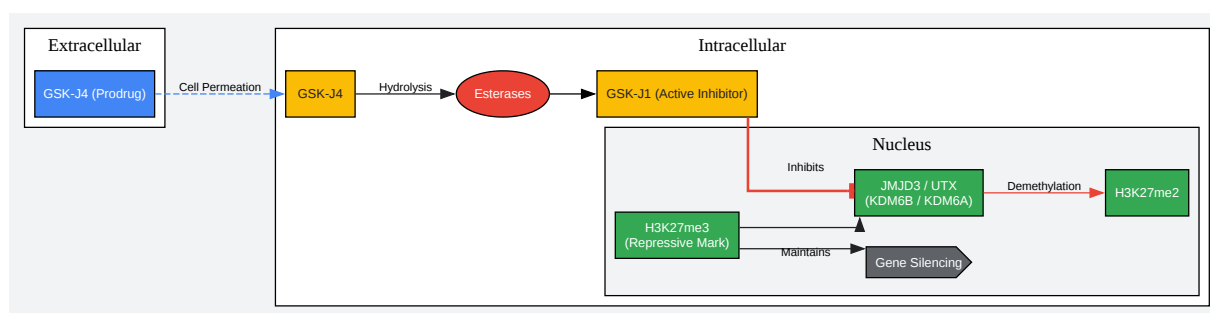 Extracellular
Intracellular
GSK-J4 (Prodrug)
Cell Permeation
GSK-J4
Hydrolysis
Esterases
GSK-J1 (Active Inhibitor)
Nucleus
Inhibits
JMJD3 / UTX
(KDM6B / KDM6A)
Demethylation
H3K27me2
H3K27me3
(Repressive Mark)
Maintains
Gene Silencing